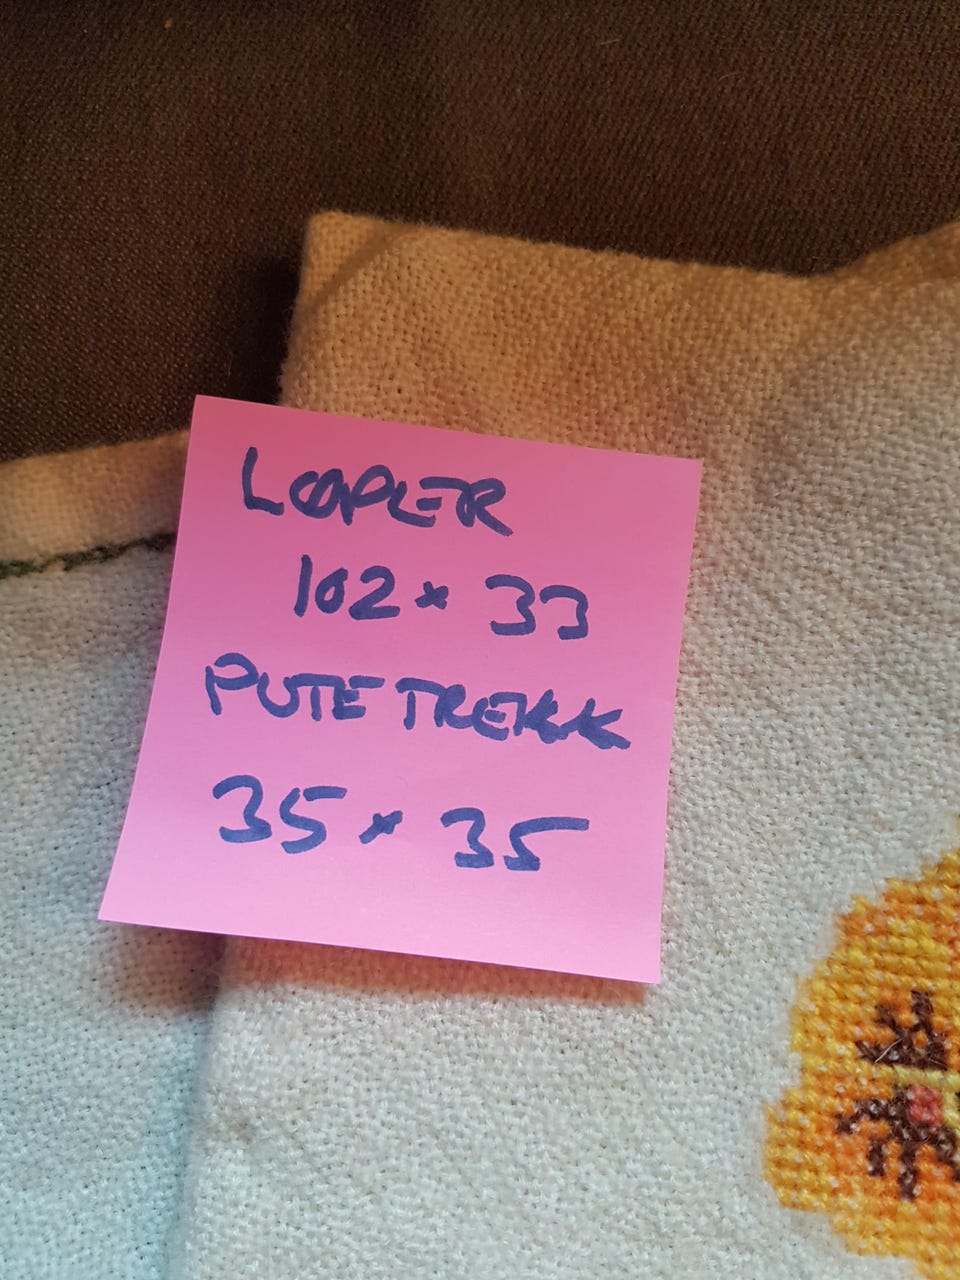 LØPER
102 × 33
PUTETREKK
35 × 35